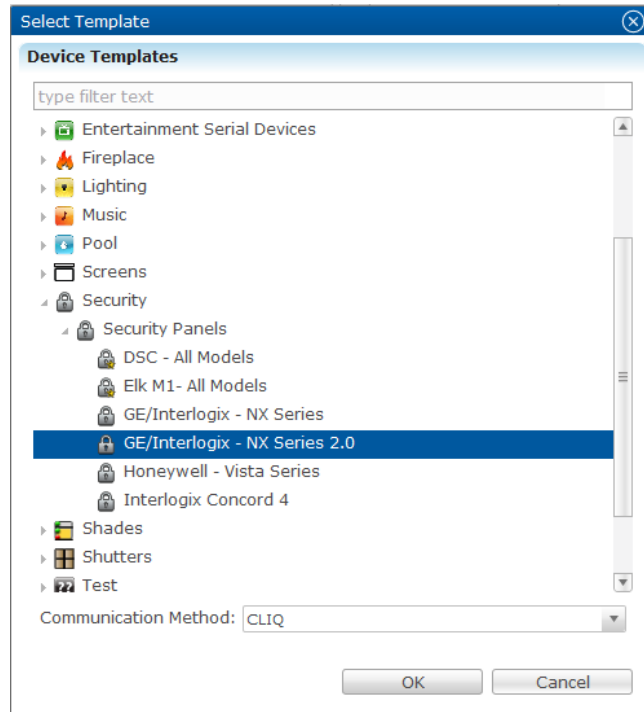 Select Template
Device Templates
type filter text
Entertainment Serial Devices
Fireplace
Lighting
Music
Pool
Screens
Security
Security Panels
DSC - All Models
Elk M1- All Models
GE/Interlogix - NX Series
GE/Interlogix - NX Series 2.0
Honeywell - Vista Series
Interlogix Concord 4
Shades
Shutters
Test
Communication Method: CLIQ
OK Cancel